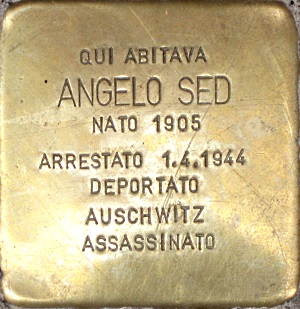 QUI ABITAVA
ANGELO SED
NATO 1905
ARRESTATO 1.4.1944
DEPORTATO
AUSCHWITZ
ASSASSINATO